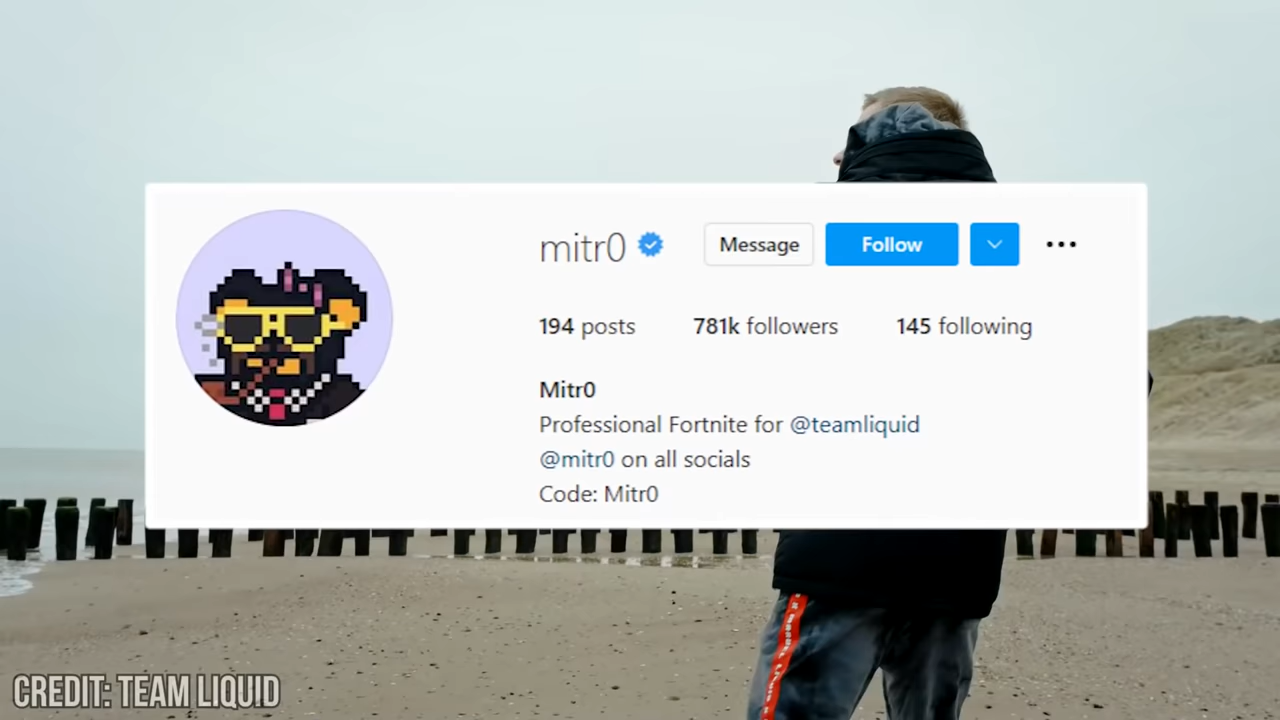 mitr0 Message Follow
194 posts 781k followers 145 following
Mitr0
Professional Fortnite for @teamliquid
@mitr0 on all socials
Code: Mitr0
CREDIT: TEAM LIQUID